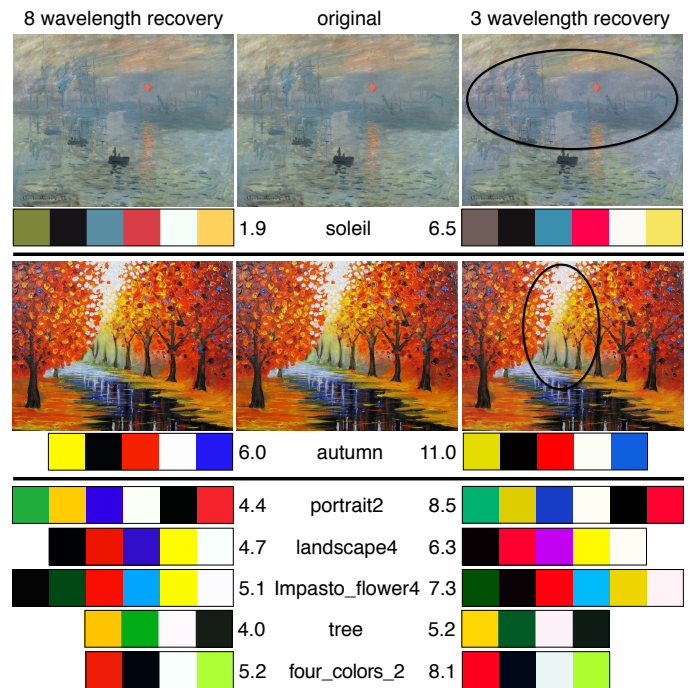 8 wavelength recovery original 3 wavelength recovery
1.9 soleil 6.5
6.0 autumn 11.0
4.4 portrait2 8.5
4.7 landscape4 6.3
5.1 Impasto_flower4 7.3
4.0 tree 5.2
5.2 four_colors_2 8.1